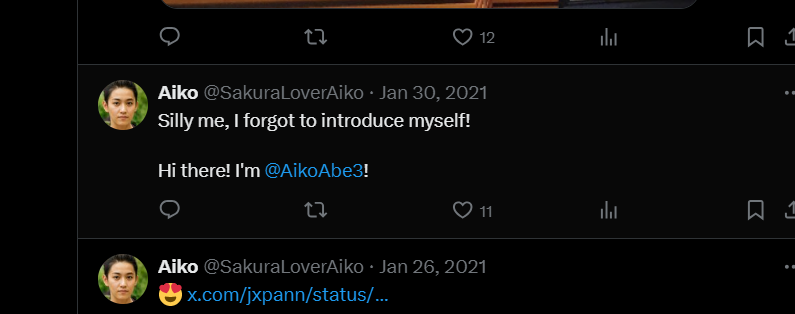 12
Aiko @SakuraLoverAiko · Jan 30, 2021
Silly me, I forgot to introduce myself!
Hi there! I'm @AikoAbe3!
11
Aiko @SakuraLoverAiko · Jan 26, 2021
😍 x.com/jxpann/status/...